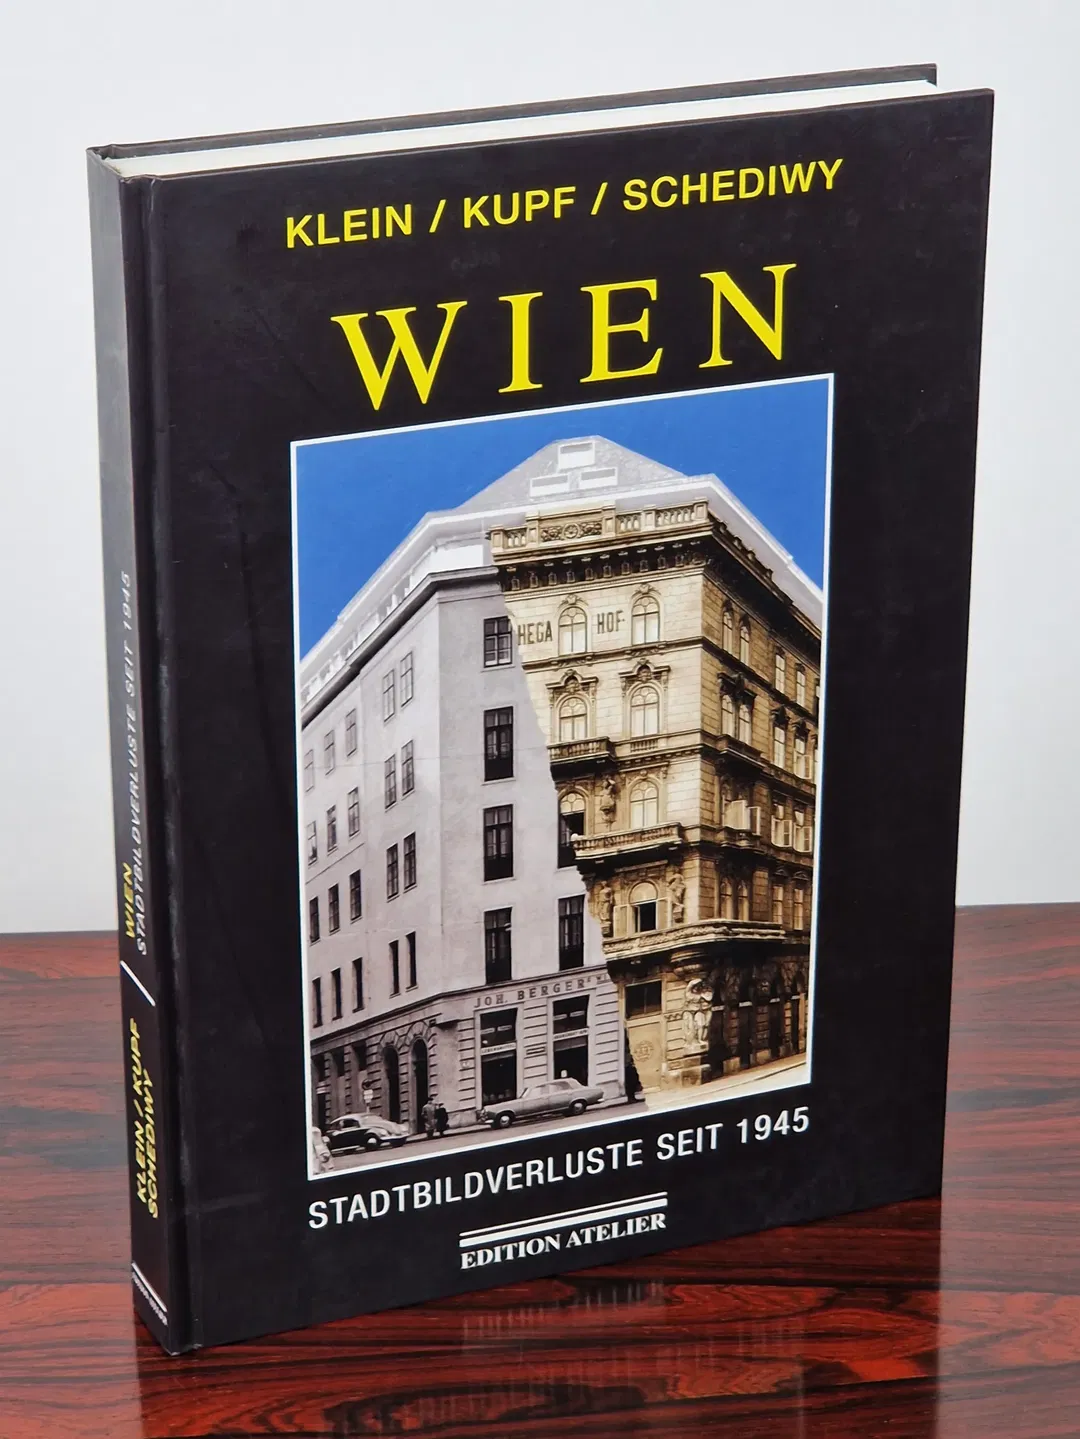 KLEIN / KUPF / SCHEDIWY
WIEN
HEGA HOF
JOH. BERGER
STADTBILDVERLUSTE SEIT 1945
EDITION ATELIER
KLEIN / KUPF
SCHEDIWY
WIEN
STADTBILDVERLUSTE SEIT 1945